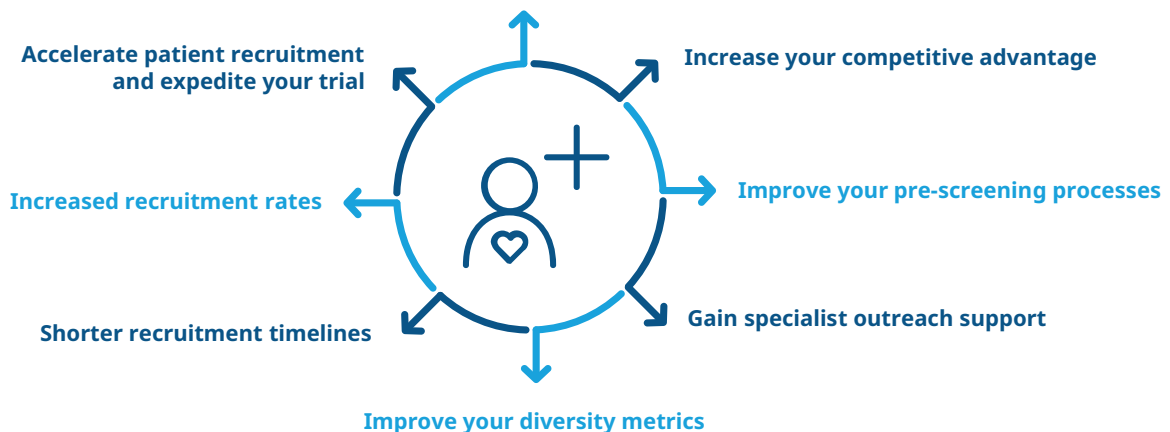 Accelerate patient recruitment
and expedite your trial
Increase your competitive advantage
Increased recruitment rates
Improve your pre-screening processes
Shorter recruitment timelines
Gain specialist outreach support
Improve your diversity metrics